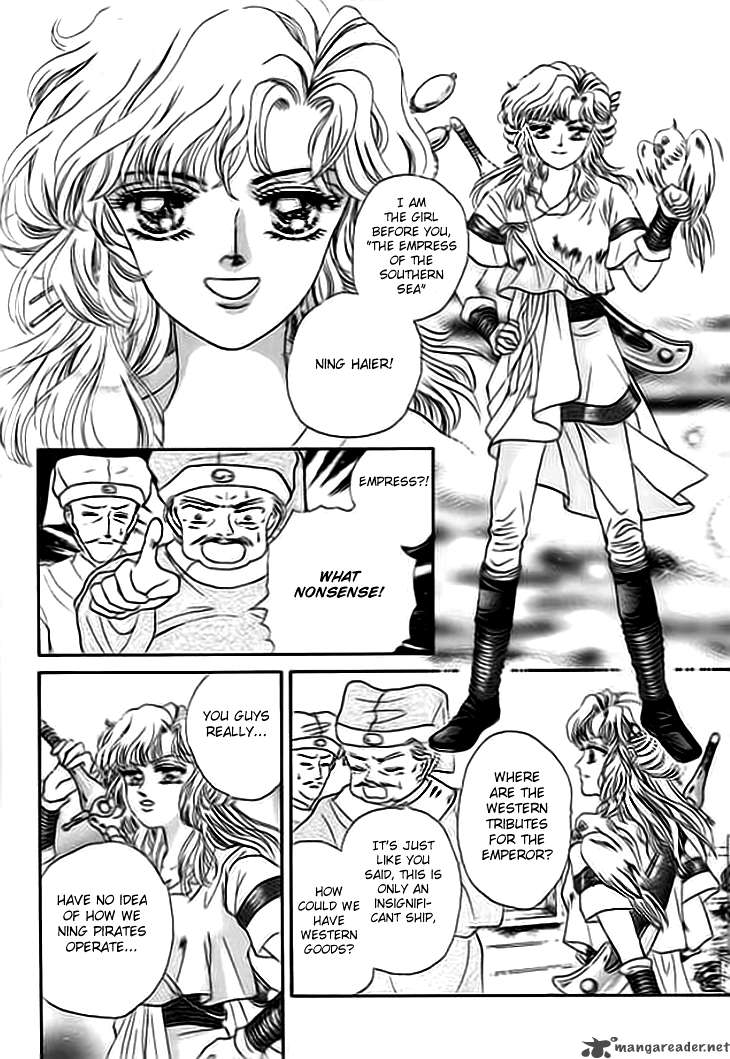 I AM
THE GIRL
BEFORE YOU,
"THE EMPRESS
OF THE
SOUTHERN
SEA"
NING HAIER!
EMPRESS?!
WHAT
NONSENSE!
WHERE
ARE THE
WESTERN
TRIBUTES
FOR THE
EMPEROR?
IT'S JUST
LIKE YOU
SAID, THIS IS
ONLY AN
INSIGNIFI-
CANT SHIP,
HOW
COULD WE
HAVE
WESTERN
GOODS?
YOU GUYS
REALLY...
HAVE NO IDEA
OF HOW WE
NING PIRATES
OPERATE...
mangareader.net